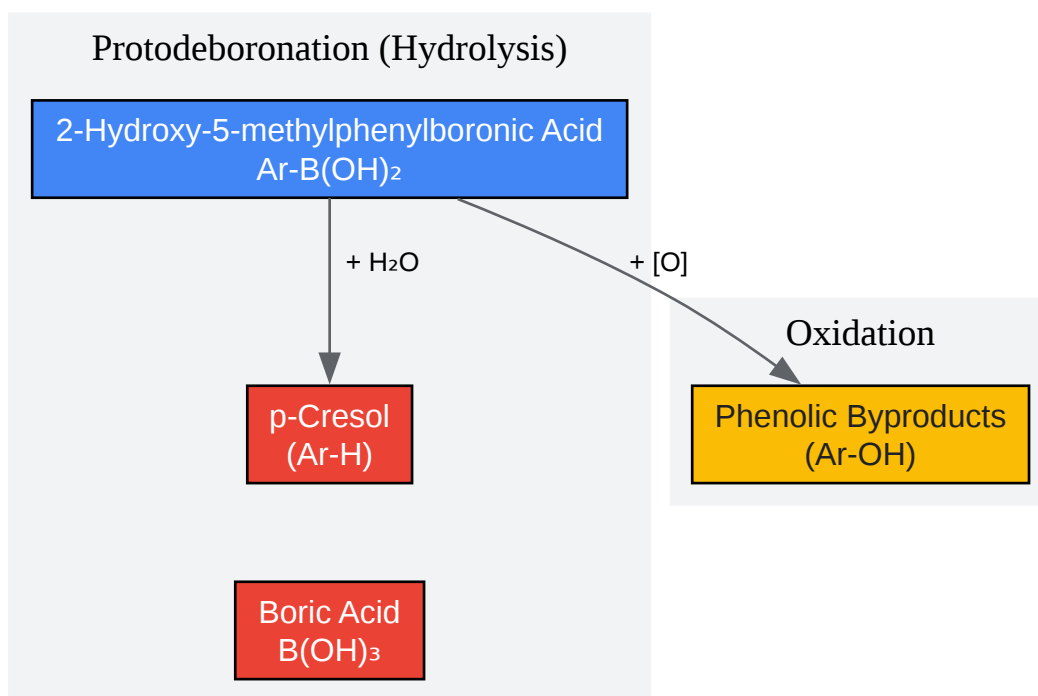 Protodeboronation (Hydrolysis)
2-Hydroxy-5-methylphenylboronic Acid
Ar-B(OH)₂
+ H₂O
+ [O]
Oxidation
p-Cresol
(Ar-H)
Phenolic Byproducts
(Ar-OH)
Boric Acid
B(OH)₃